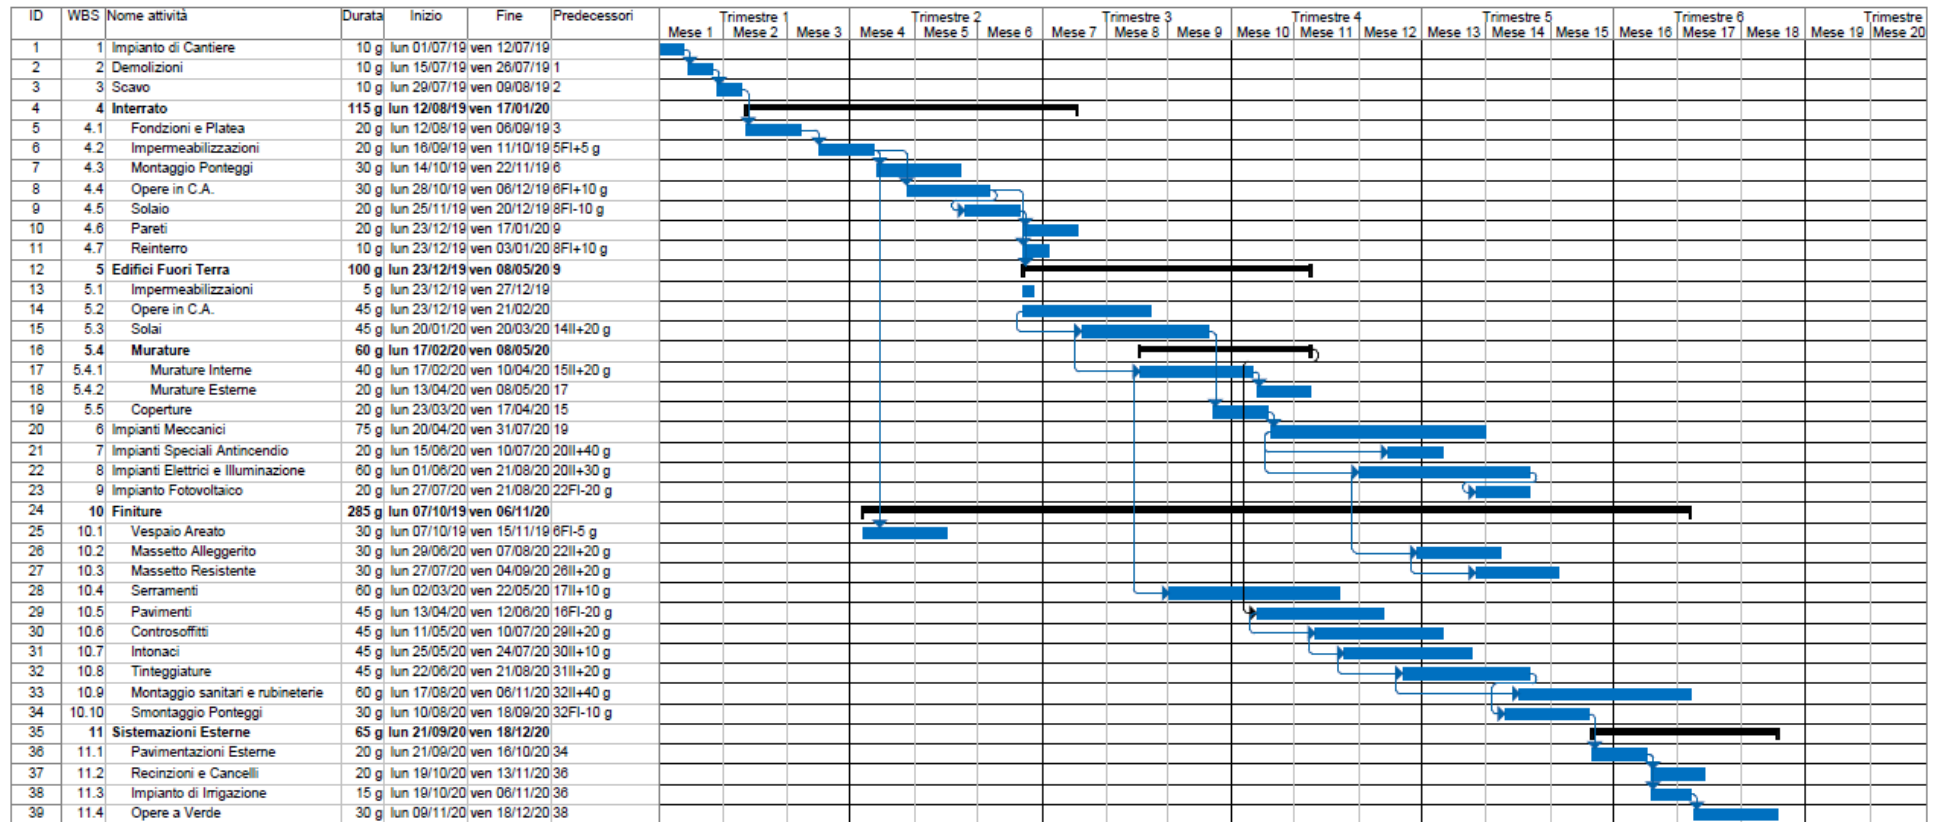 ID WBS Nome attività Durata Inizio Fine Predecessori Trimestre 1 Trimestre 2 Trimestre 3 Trimestre 4 Trimestre 5 Trimestre 6 Trimestre
Mese 1 Mese 2 Mese 3 Mese 4 Mese 5 Mese 6 Mese 7 Mese 8 Mese 9 Mese 10 Mese 11 Mese 12 Mese 13 Mese 14 Mese 15 Mese 16 Mese 17 Mese 18 Mese 19 Mese 20
1 1 Impianto di Cantiere 10 g lun 01/07/19 ven 12/07/19
2 2 Demolizioni 10 g lun 15/07/19 ven 26/07/19 1
3 3 Scavo 10 g lun 29/07/19 ven 09/08/19 2
4 4 Interrato 115 g lun 12/08/19 ven 17/01/20
5 4.1 Fondzioni e Platea 20 g lun 12/08/19 ven 06/09/19 3
6 4.2 Impermeabilizzazioni 20 g lun 16/09/19 ven 11/10/19 5FI+5 g
7 4.3 Montaggio Ponteggi 30 g lun 14/10/19 ven 22/11/19 6
8 4.4 Opere in C.A. 30 g lun 28/10/19 ven 06/12/19 6FI+10 g
9 4.5 Solaio 20 g lun 25/11/19 ven 20/12/19 8FI-10 g
10 4.6 Pareti 20 g lun 23/12/19 ven 17/01/20 9
11 4.7 Reinterro 10 g lun 23/12/19 ven 03/01/20 8FI+10 g
12 5 Edifici Fuori Terra 100 g lun 23/12/19 ven 08/05/20 9
13 5.1 Impermeabilizzaioni 5 g lun 23/12/19 ven 27/12/19
14 5.2 Opere in C.A. 45 g lun 23/12/19 ven 21/02/20
15 5.3 Solai 45 g lun 20/01/20 ven 20/03/20 14II+20 g
16 5.4 Murature 60 g lun 17/02/20 ven 08/05/20
17 5.4.1 Murature Interne 40 g lun 17/02/20 ven 10/04/20 15II+20 g
18 5.4.2 Murature Esterne 20 g lun 13/04/20 ven 08/05/20 17
19 5.5 Coperture 20 g lun 23/03/20 ven 17/04/20 15
20 6 Impianti Meccanici 75 g lun 20/04/20 ven 31/07/20 19
21 7 Impianti Speciali Antincendio 20 g lun 15/06/20 ven 10/07/20 20II+40 g
22 8 Impianti Elettrici e Illuminazione 60 g lun 01/06/20 ven 21/08/20 20II+30 g
23 9 Impianto Fotovoltaico 20 g lun 27/07/20 ven 21/08/20 22FI-20 g
24 10 Finiture 285 g lun 07/10/19 ven 06/11/20
25 10.1 Vespaio Areato 30 g lun 07/10/19 ven 15/11/19 6FI-5 g
26 10.2 Massetto Alleggerito 30 g lun 29/06/20 ven 07/08/20 22II+20 g
27 10.3 Massetto Resistente 30 g lun 27/07/20 ven 04/09/20 26II+20 g
28 10.4 Serramenti 60 g lun 02/03/20 ven 22/05/20 17II+10 g
29 10.5 Pavimenti 45 g lun 13/04/20 ven 12/06/20 16FI-20 g
30 10.6 Controsoffitti 45 g lun 11/05/20 ven 10/07/20 29II+20 g
31 10.7 Intonaci 45 g lun 25/05/20 ven 24/07/20 30II+10 g
32 10.8 Tinteggiature 45 g lun 22/06/20 ven 21/08/20 31II+20 g
33 10.9 Montaggio sanitari e rubineterie 60 g lun 17/08/20 ven 06/11/20 32II+40 g
34 10.10 Smontaggio Ponteggi 30 g lun 10/08/20 ven 18/09/20 32FI-10 g
35 11 Sistemazioni Esterne 65 g lun 21/09/20 ven 18/12/20
36 11.1 Pavimentazioni Esterne 20 g lun 21/09/20 ven 16/10/20 34
37 11.2 Recinzioni e Cancelli 20 g lun 19/10/20 ven 13/11/20 36
38 11.3 Impianto di Irrigazione 15 g lun 19/10/20 ven 06/11/20 36
39 11.4 Opere a Verde 30 g lun 09/11/20 ven 18/12/20 38